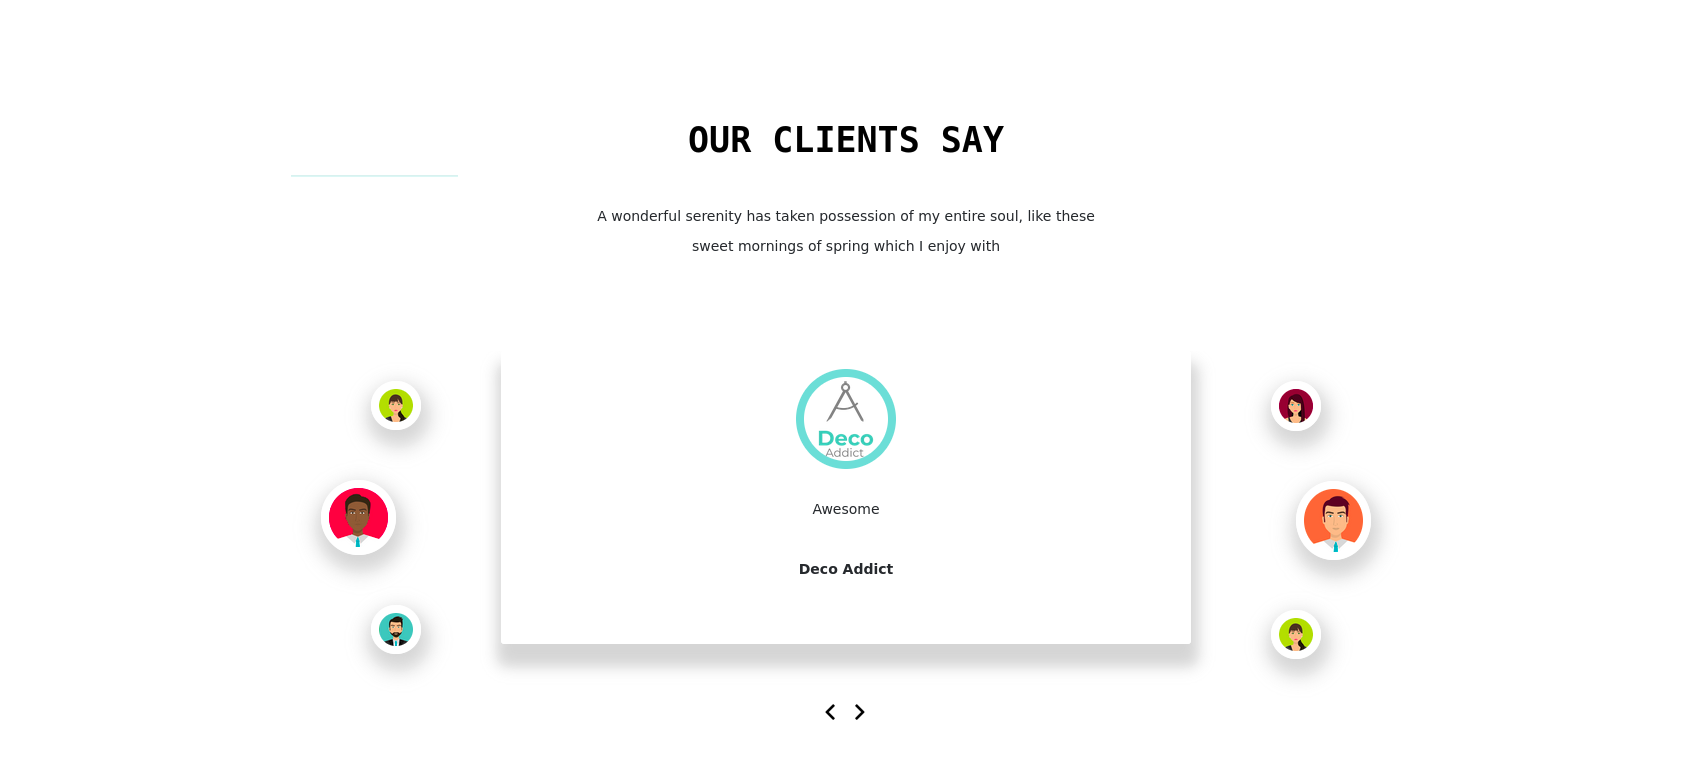 OUR CLIENTS SAY
A wonderful serenity has taken possession of my entire soul, like these
sweet mornings of spring which I enjoy with
Deco
Addict
Awesome
Deco Addict